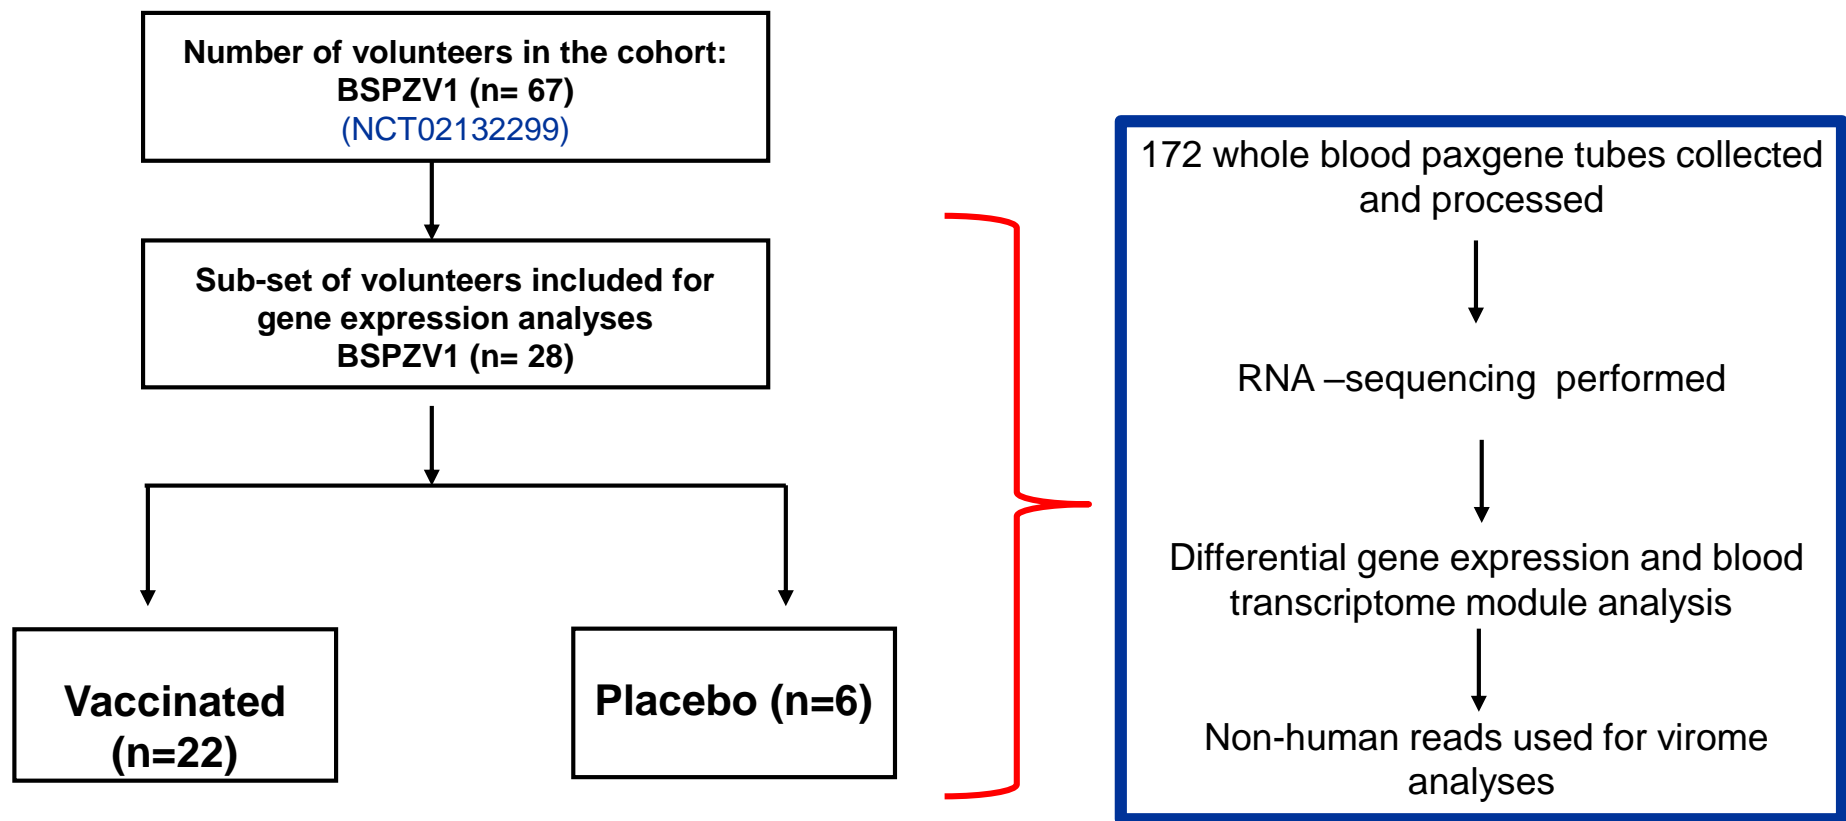 Number of volunteers in the cohort:
BSPZV1 (n= 67)
(NCT02132299)
Sub-set of volunteers included for
gene expression analyses
BSPZV1 (n= 28)
Vaccinated
(n=22)
Placebo (n=6)
172 whole blood paxgene tubes collected
and processed
RNA –sequencing  performed
Differential gene expression and blood
transcriptome module analysis
Non-human reads used for virome
analyses